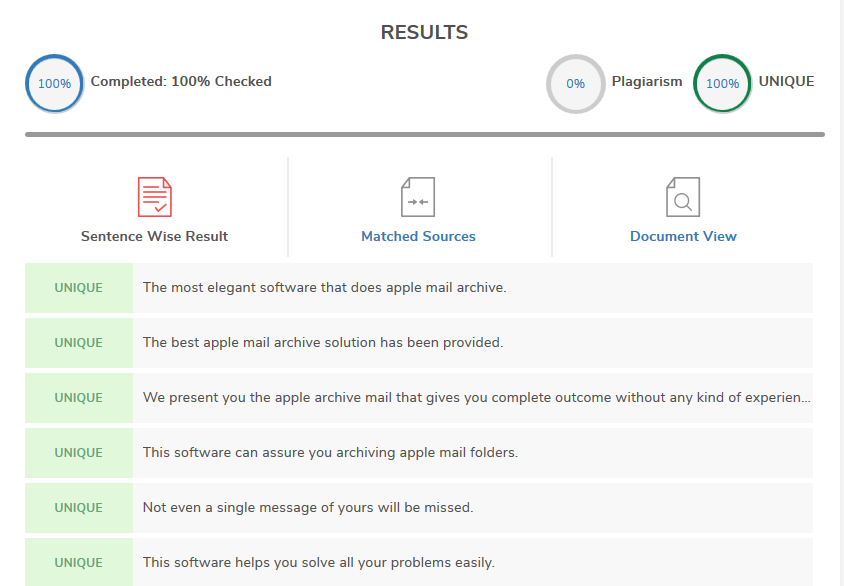 RESULTS
100% Completed: 100% Checked
0% Plagiarism 100% UNIQUE
Sentence Wise Result Matched Sources Document View
UNIQUE The most elegant software that does apple mail archive.
UNIQUE The best apple mail archive solution has been provided.
UNIQUE We present you the apple archive mail that gives you complete outcome without any kind of experien...
UNIQUE This software can assure you archiving apple mail folders.
UNIQUE Not even a single message of yours will be missed.
UNIQUE This software helps you solve all your problems easily.